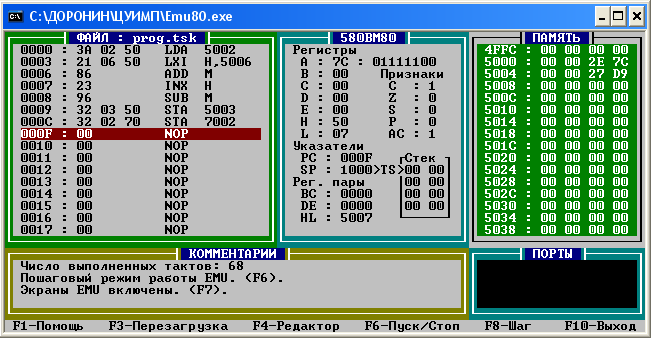 C:\ДОРОНИН\ЦУИМП\Emu80.exe
ФАЙЛ : prog.tsk
0000 : 3A 02 50 LDA 5002
0003 : 21 06 50 LXI H,5006
0006 : 86 ADD M
0007 : 23 INX H
0008 : 96 SUB M
0009 : 32 03 50 STA 5003
000C : 32 02 70 STA 7002
000F : 00 NOP
0010 : 00 NOP
0011 : 00 NOP
0012 : 00 NOP
0013 : 00 NOP
0014 : 00 NOP
0015 : 00 NOP
0016 : 00 NOP
0017 : 00 NOP
580ВМ80
Регистры
A : 7C : 01111100
B : 00 Признаки
C : 00 C : 1
D : 00 Z : 0
E : 00 S : 0
H : 50 P : 0
L : 07 AC : 1
Указатели
PC : 000F Стек
SP : 1000>TS>00 00
Рег. пары 00 00
BC : 0000 00 00
DE : 0000 00 00
HL : 5007
ПАМЯТЬ
4FFC : 00 00 00 00
5000 : 00 00 2E 7C
5004 : 00 00 27 D9
5008 : 00 00 00 00
500C : 00 00 00 00
5010 : 00 00 00 00
5014 : 00 00 00 00
5018 : 00 00 00 00
501C : 00 00 00 00
5020 : 00 00 00 00
5024 : 00 00 00 00
5028 : 00 00 00 00
502C : 00 00 00 00
5030 : 00 00 00 00
5034 : 00 00 00 00
5038 : 00 00 00 00
КОММЕНТАРИИ
Число выполненных тактов: 68
Пошаговый режим работы EMU. (F6).
Экраны EMU включены. (F7).
ПОРТЫ
F1-Помощь F3-Перезагрузка F4-Редактор F6-Пуск/Стоп F8-Шаг F10-Выход